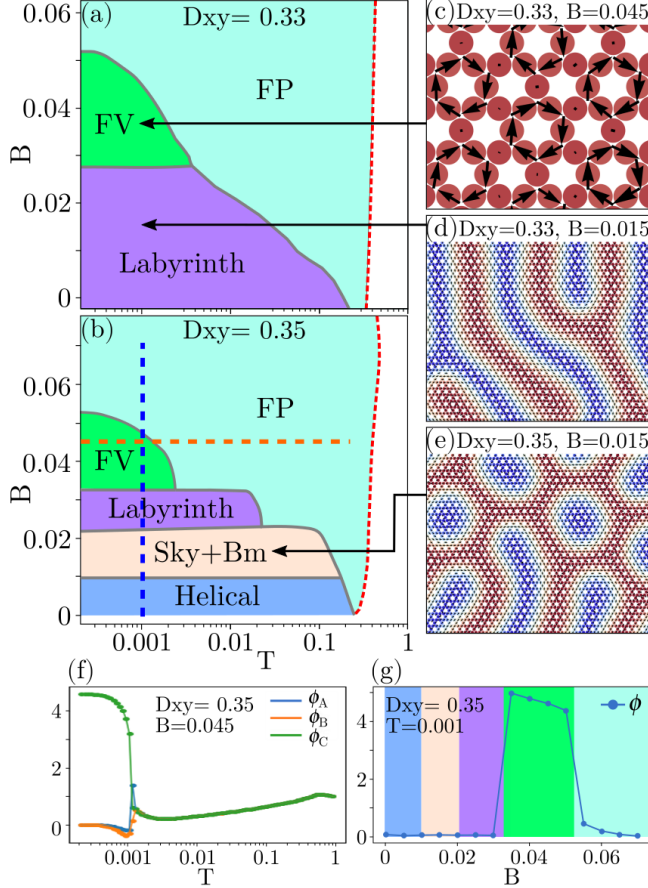 (a)
Dxy= 0.33
FP
FV
Labyrinth
B
0.06
0.04
0.02
0
(b)
Dxy= 0.35
FP
FV
Labyrinth
Sky+Bm
Helical
B
0.06
0.04
0.02
0
0.001
0.01
0.1
1
T
(c)
Dxy=0.33, B=0.045
(d)
Dxy=0.33, B=0.015
(e)
Dxy=0.35, B=0.015
(f)
Dxy= 0.35
B=0.045
ϕA
ϕB
ϕC
4
2
0
0.001
0.01
0.1
1
T
(g)
Dxy= 0.35
T=0.001
ϕ
4
2
0
0
0.02
0.04
0.06
B